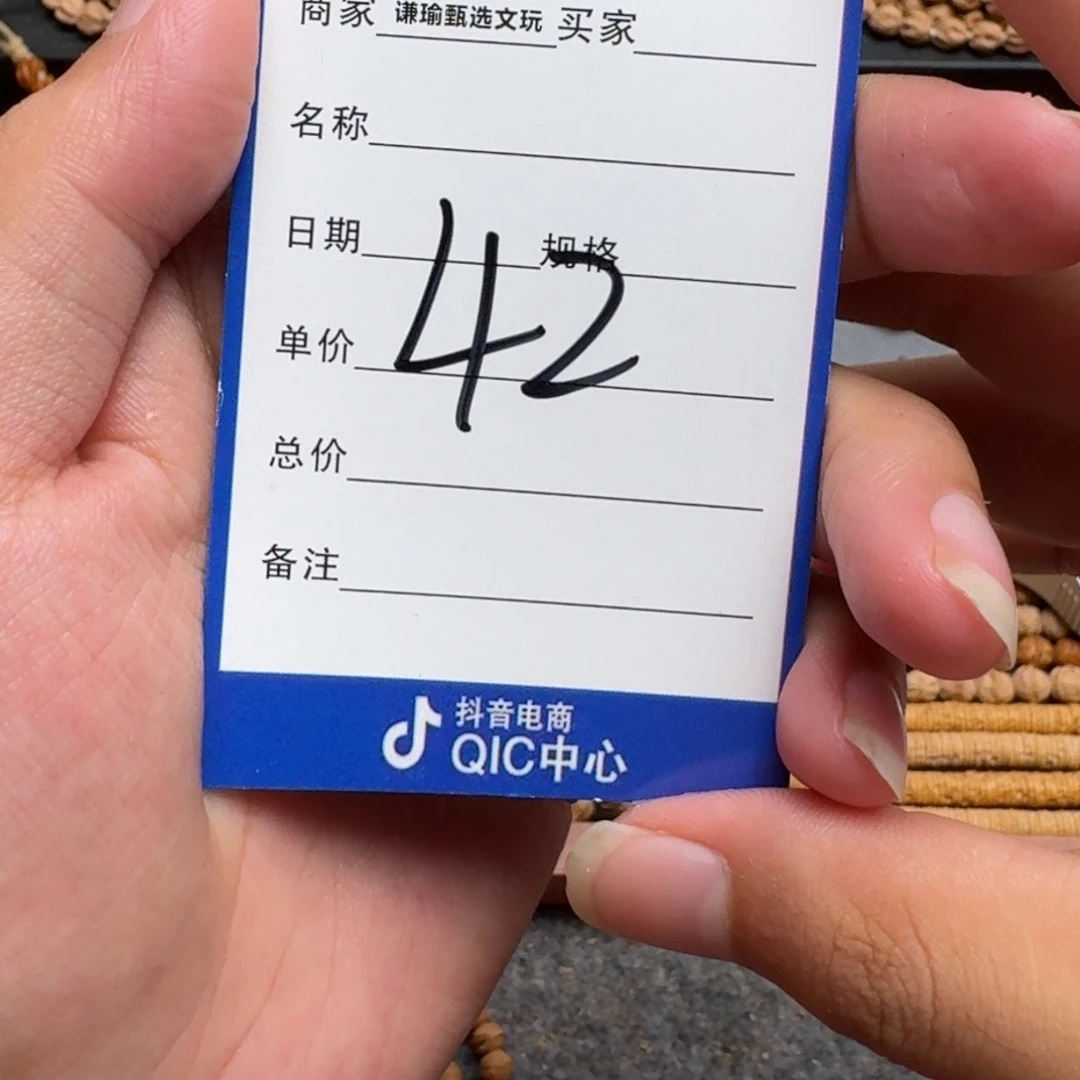 商家 谦瑜甄选文玩 买家
名称
日期 规格
42
单价
总价
备注
抖音电商
QIC中心